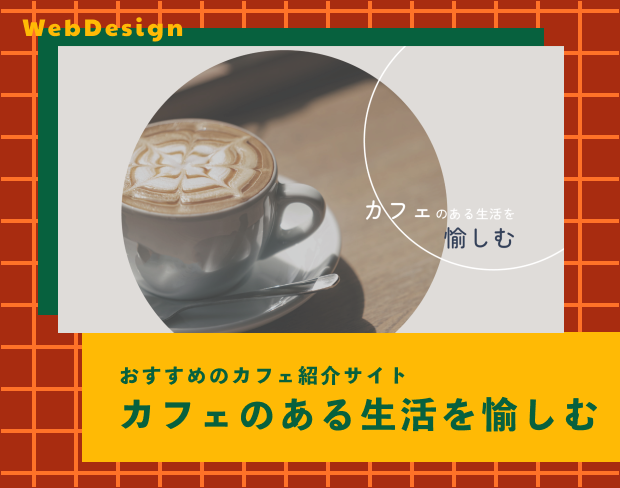 WebDesign
カフェのある生活を
愉しむ
おすすめのカフェ紹介サイト
カフェのある生活を愉しむ